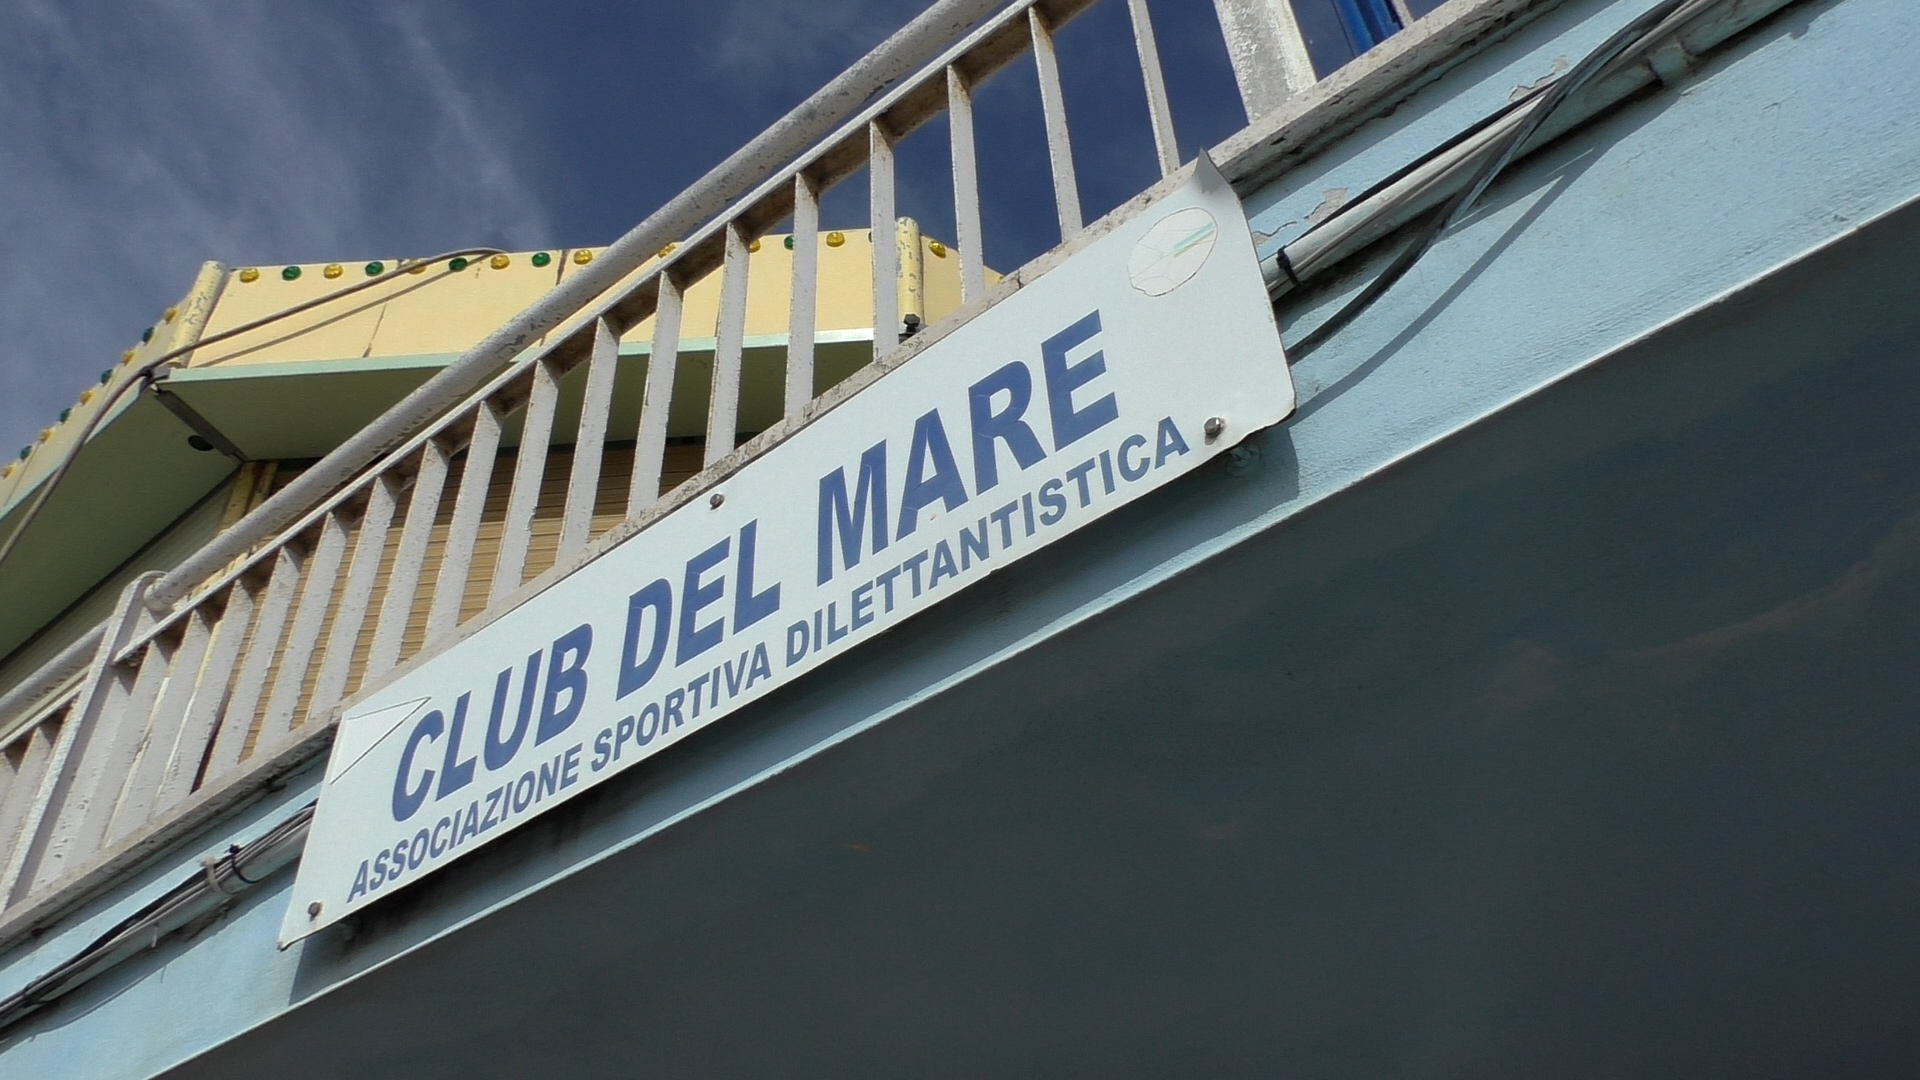 CLUB DEL MARE
ASSOCIAZIONE SPORTIVA DILETTANTISTICA